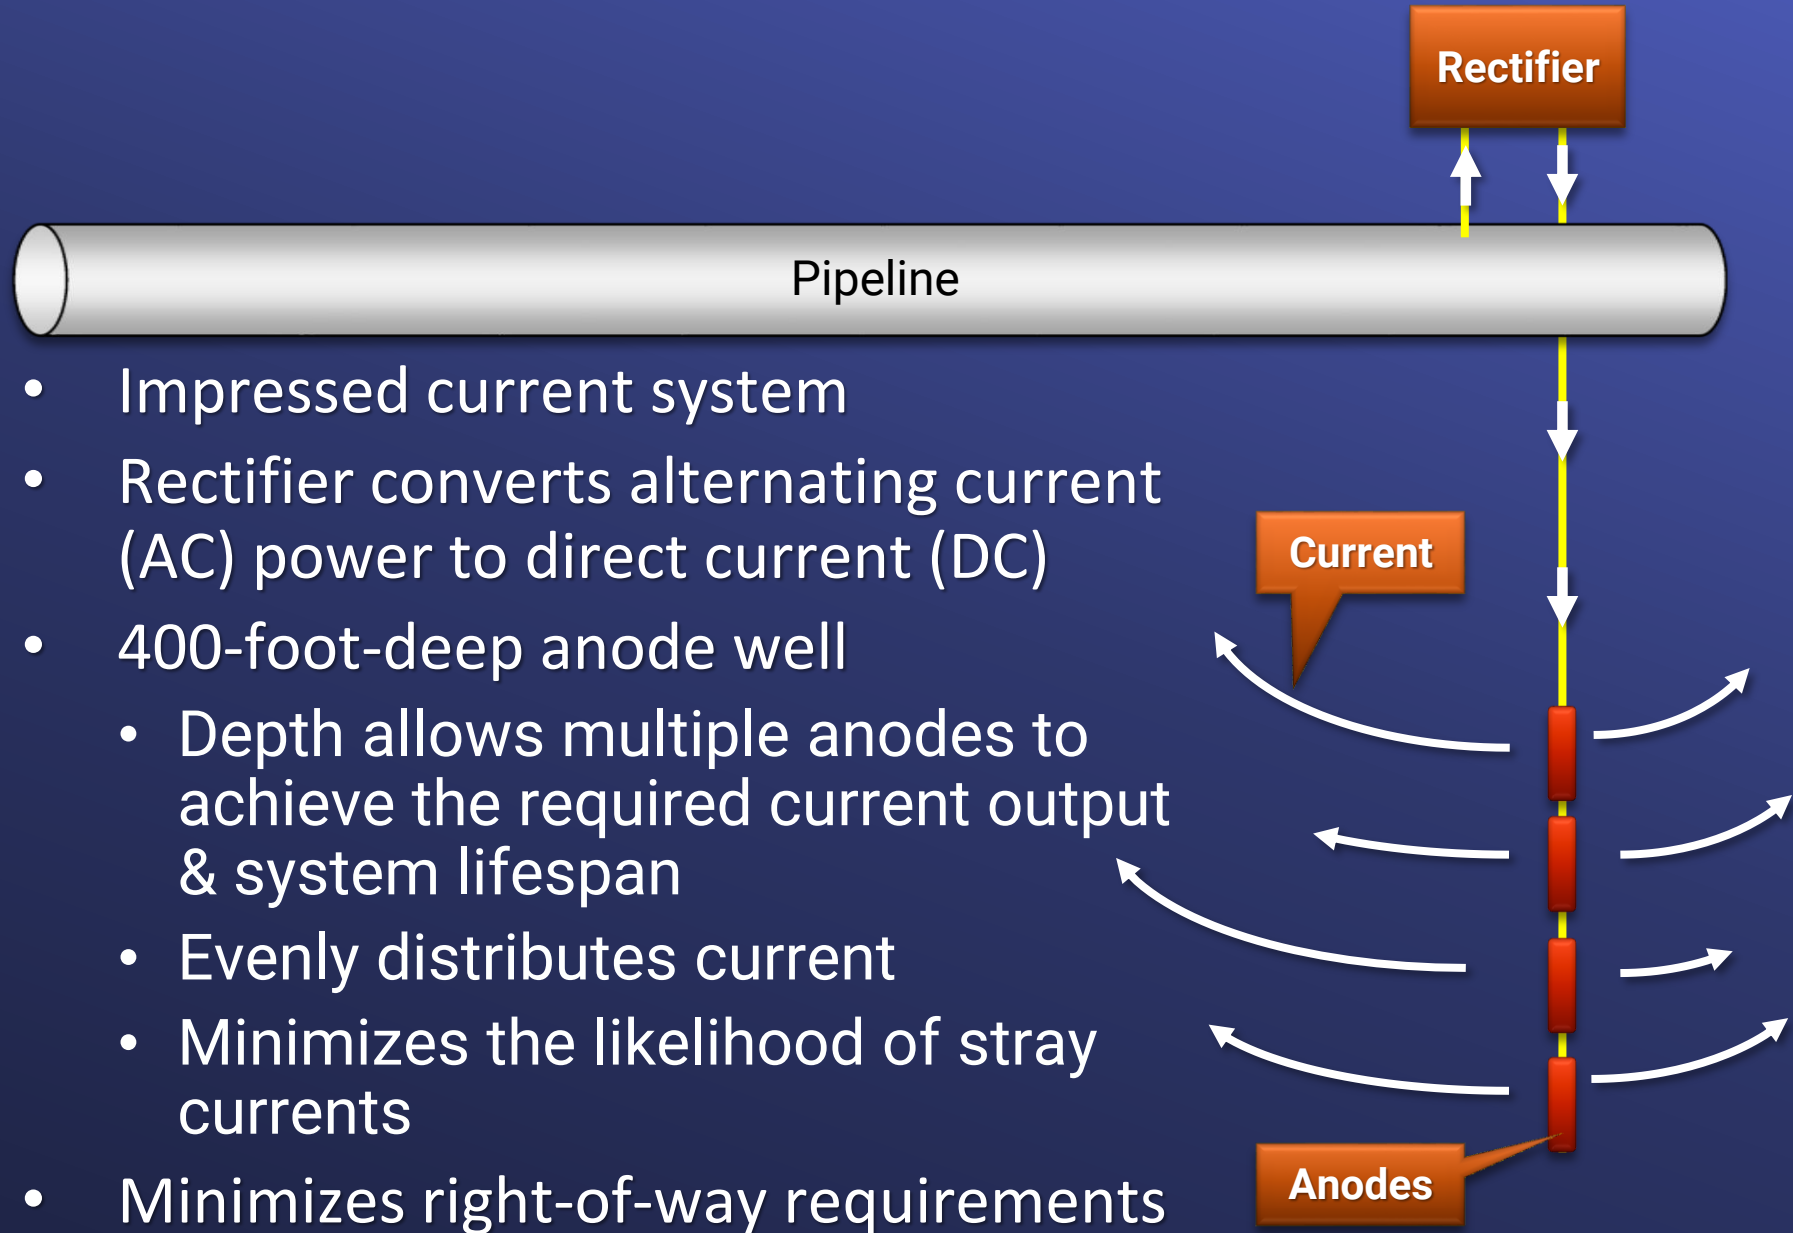 Rectifier
Pipeline
• Impressed current system
• Rectifier converts alternating current
(AC) power to direct current (DC)
Current
• 400-foot-deep anode well
• Depth allows multiple anodes to
achieve the required current output
& system lifespan
• Evenly distributes current
• Minimizes the likelihood of stray
currents
Anodes
• Minimizes right-of-way requirements